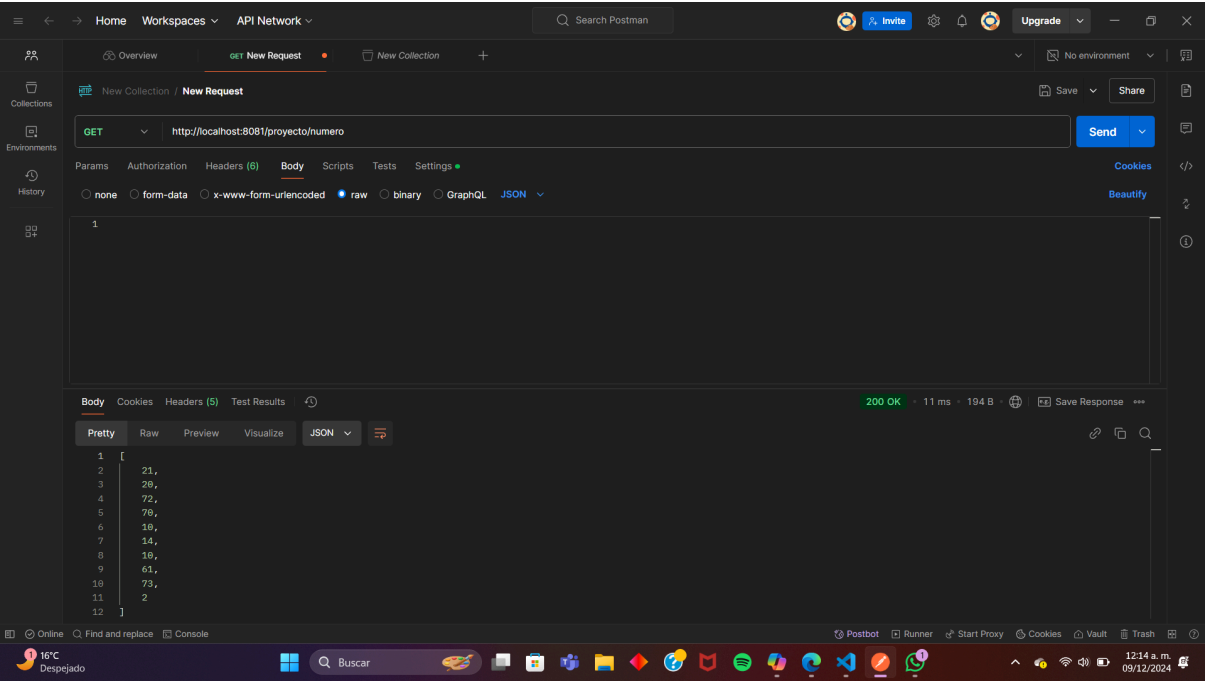 Home Workspaces API Network Search Postman Invite Upgrade
Overview GET New Request New Collection No environment
HTTP New Collection / New Request Save Share
Collections
GET http://localhost:8081/proyecto/numero Send
Environments
Params Authorization Headers (6) Body Scripts Tests Settings Cookies
History
none form-data x-www-form-urlencoded raw binary GraphQL JSON Beautify
1
Body Cookies Headers (5) Test Results 200 OK 11 ms 194 B Save Response
Pretty Raw Preview Visualize JSON
1 [
2 21,
3 20,
4 72,
5 70,
6 10,
7 14,
8 10,
9 61,
10 73,
11 2
12 ]
Online Find and replace Console Postbot Runner Start Proxy Cookies Vault Trash
1 16°C
Despejado
Buscar
1
12:14 a. m.
09/12/2024